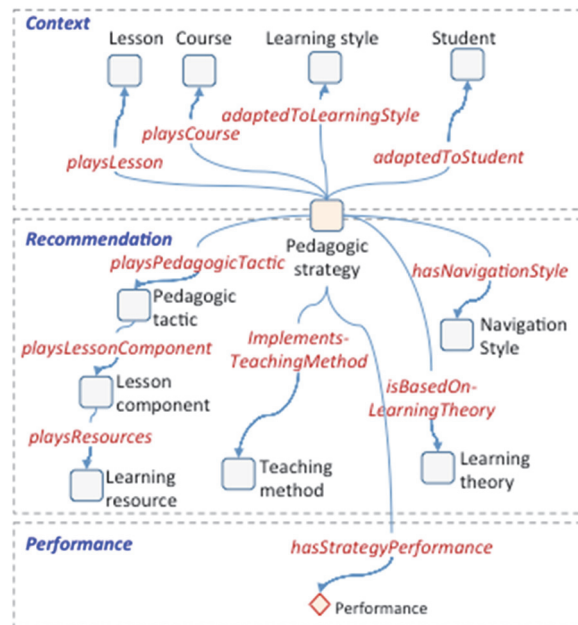 Context
Lesson
Course
Learning style
Student
adaptedToLearningStyle
playsCourse
playsLesson
adaptedToStudent
Recommendation
Pedagogic
strategy
playsPedagogicTactic
hasNavigationStyle
Pedagogic
tactic
Navigation
Style
playsLessonComponent
Implements-
TeachingMethod
Lesson
component
isBasedOn-
LearningTheory
playsResources
Learning
resource
Teaching
method
Learning
theory
Performance
hasStrategyPerformance
Performance